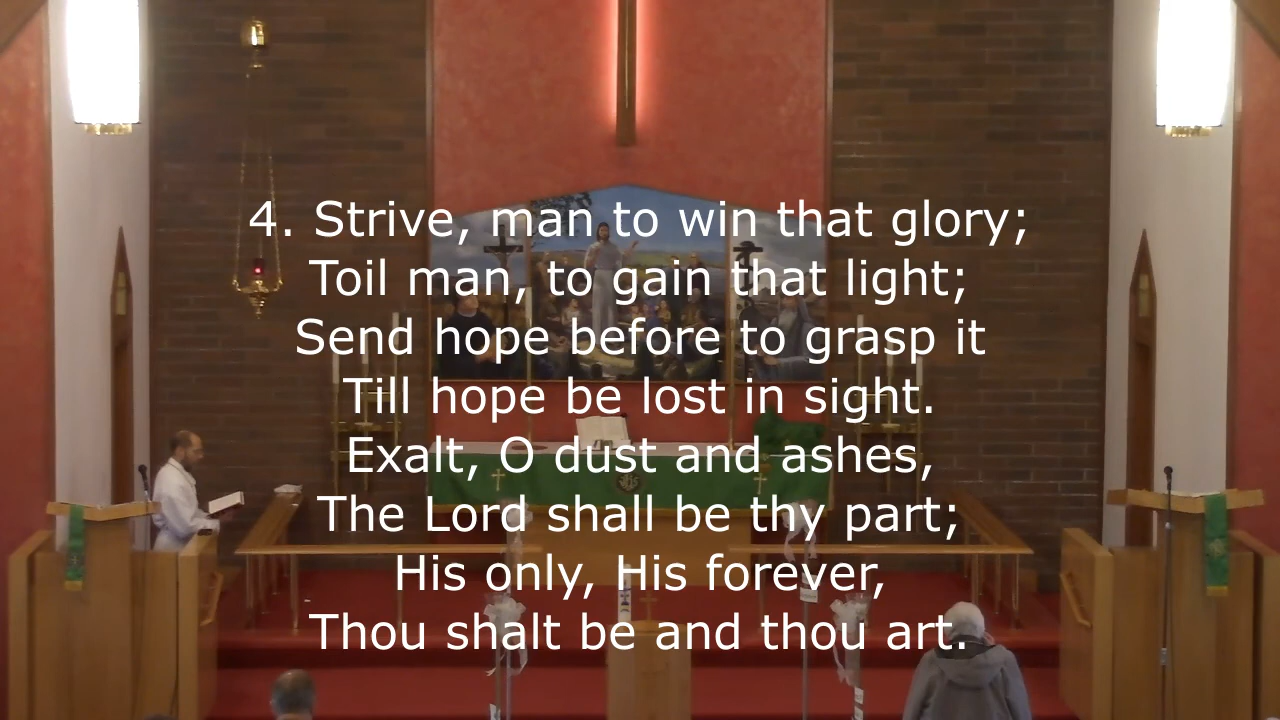 4. Strive, man to win that glory;
Toil man, to gain that light;
Send hope before to grasp it
Till hope be lost in sight.
Exalt, O dust and ashes,
The Lord shall be thy part;
His only, His forever,
Thou shalt be and thou art.